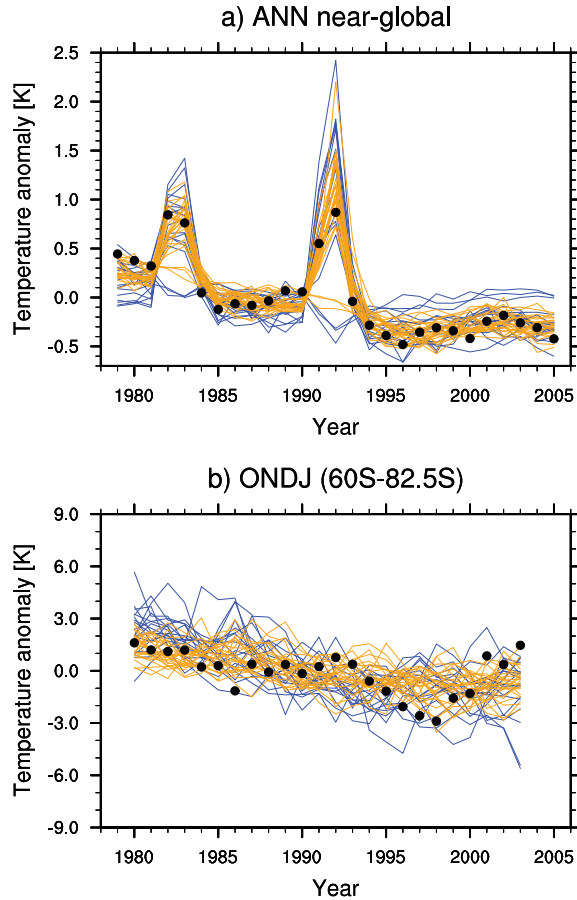 a) ANN near-global
Temperature anomaly [K]
2.5
2.0
1.5
1.0
0.5
0.0
-0.5
1980 1985 1990 1995 2000 2005
Year
b) ONDJ (60S-82.5S)
Temperature anomaly [K]
9.0
6.0
3.0
0.0
-3.0
-6.0
-9.0
1980 1985 1990 1995 2000 2005
Year